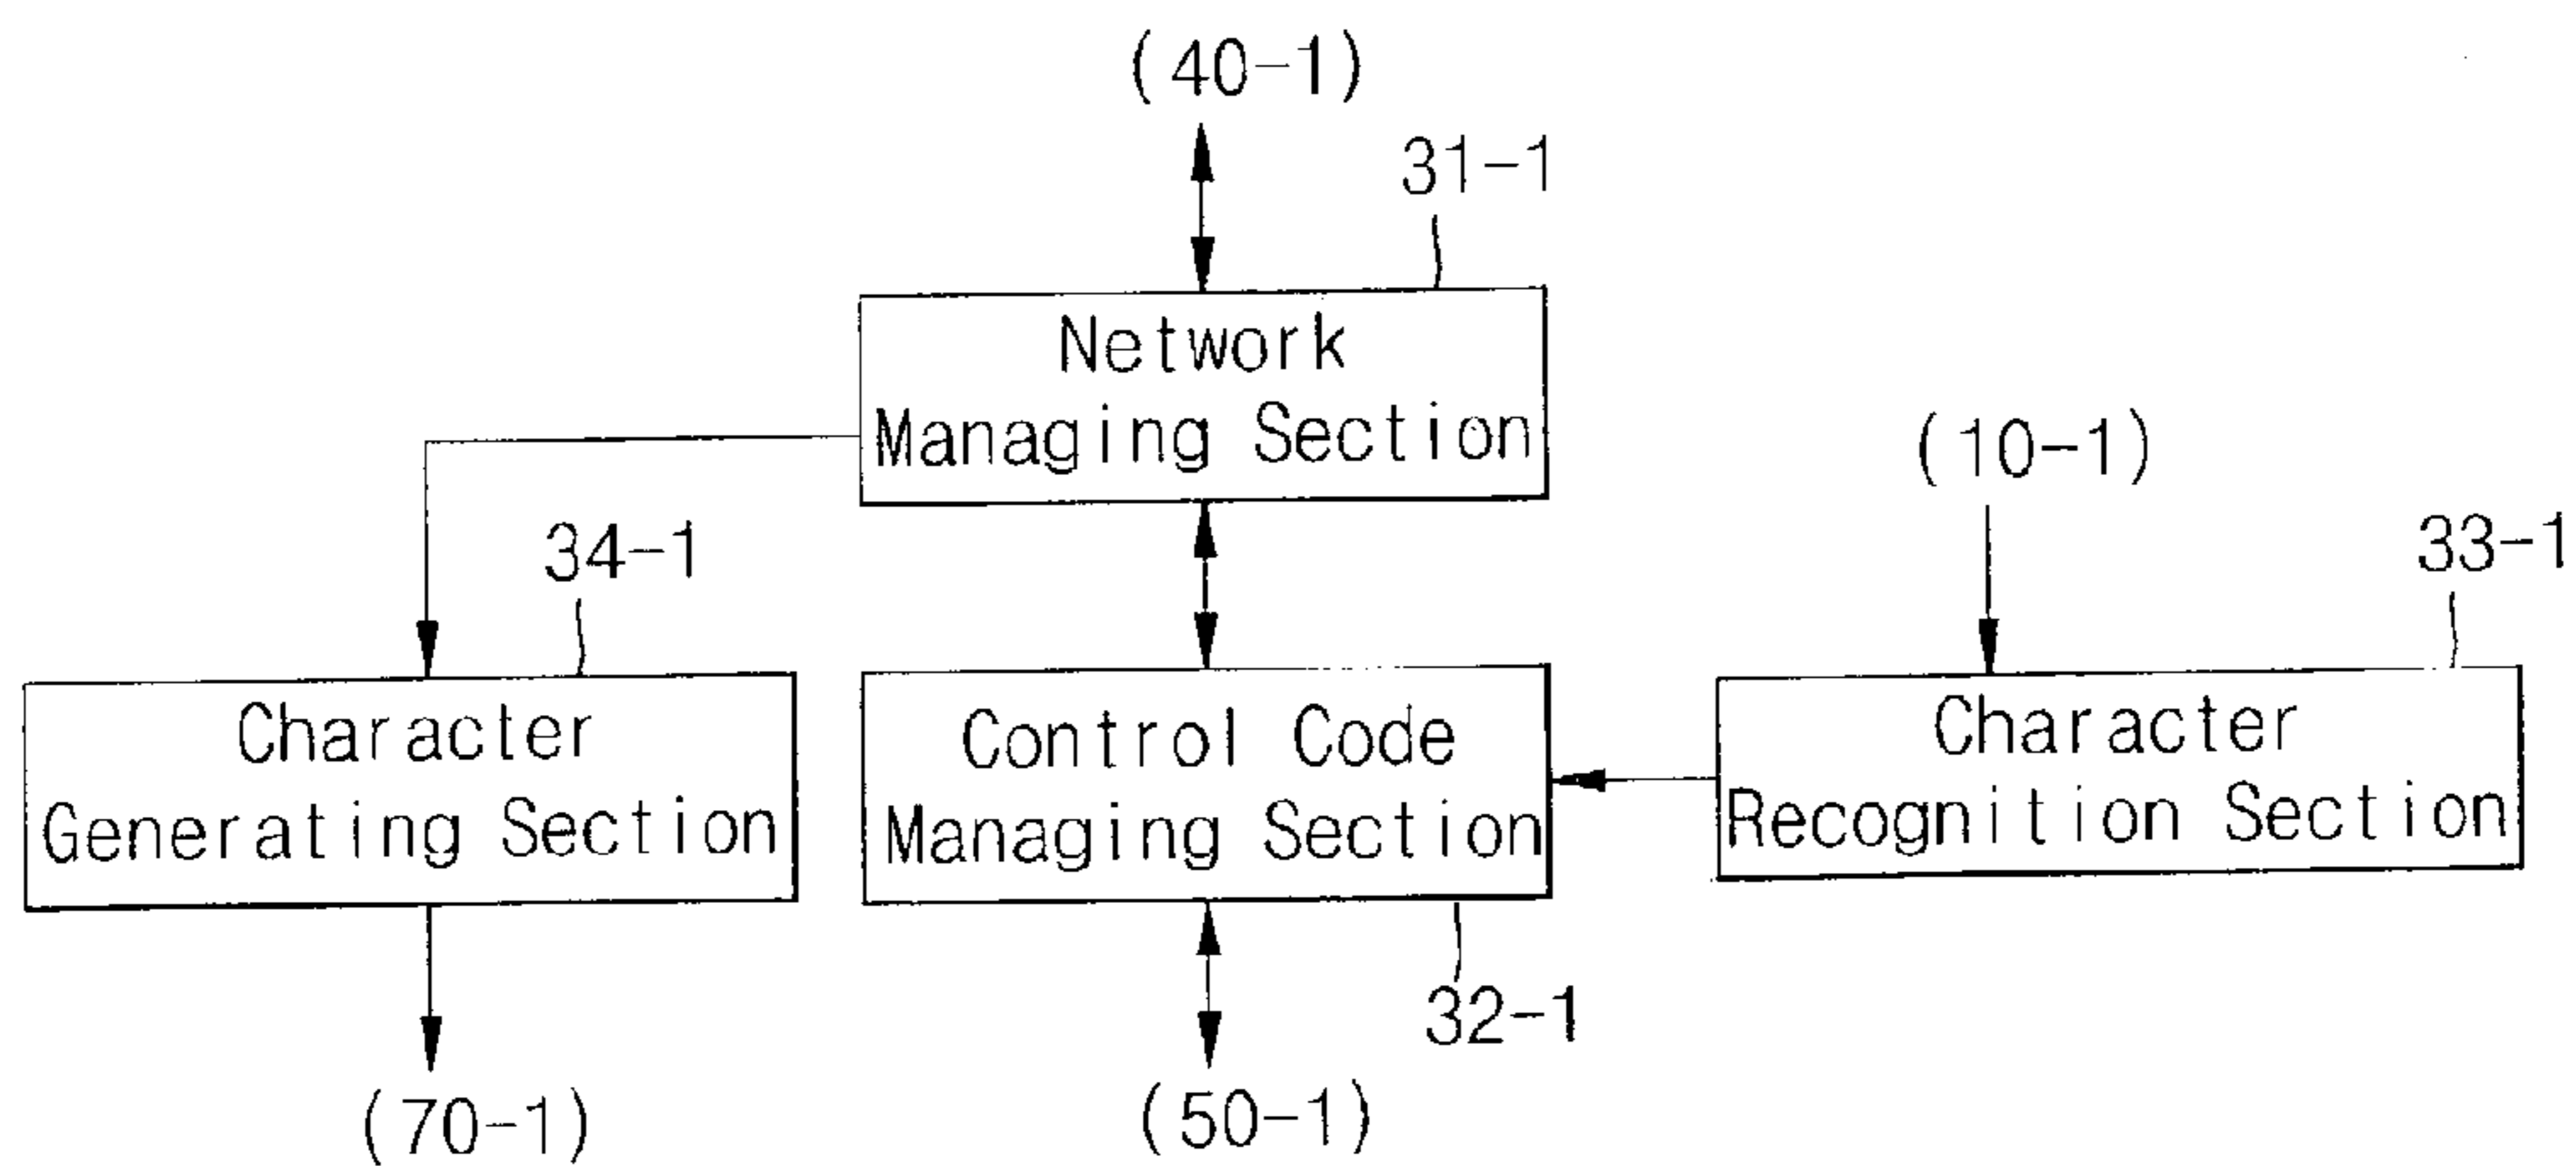 (40-1)
31-1
Network
Managing Section
(10-1)
34-1
33-1
Character
Generating Section
Control Code
Managing Section
Character
Recognition Section
32-1
(70-1)
(50-1)